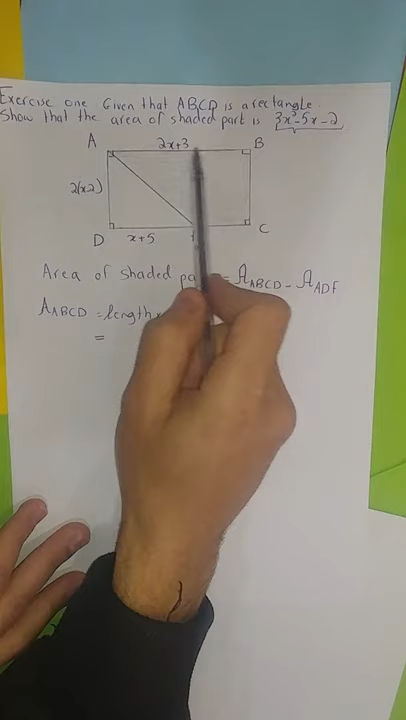 Exercise one Given that ABCD is a rectangle.
Show that the area of shaded part is 3x²-5x-2
A 2x+3 B
2(x-2)
D x+5 C
Area of shaded = A ABCD - A ADF
A ABCD = length
=